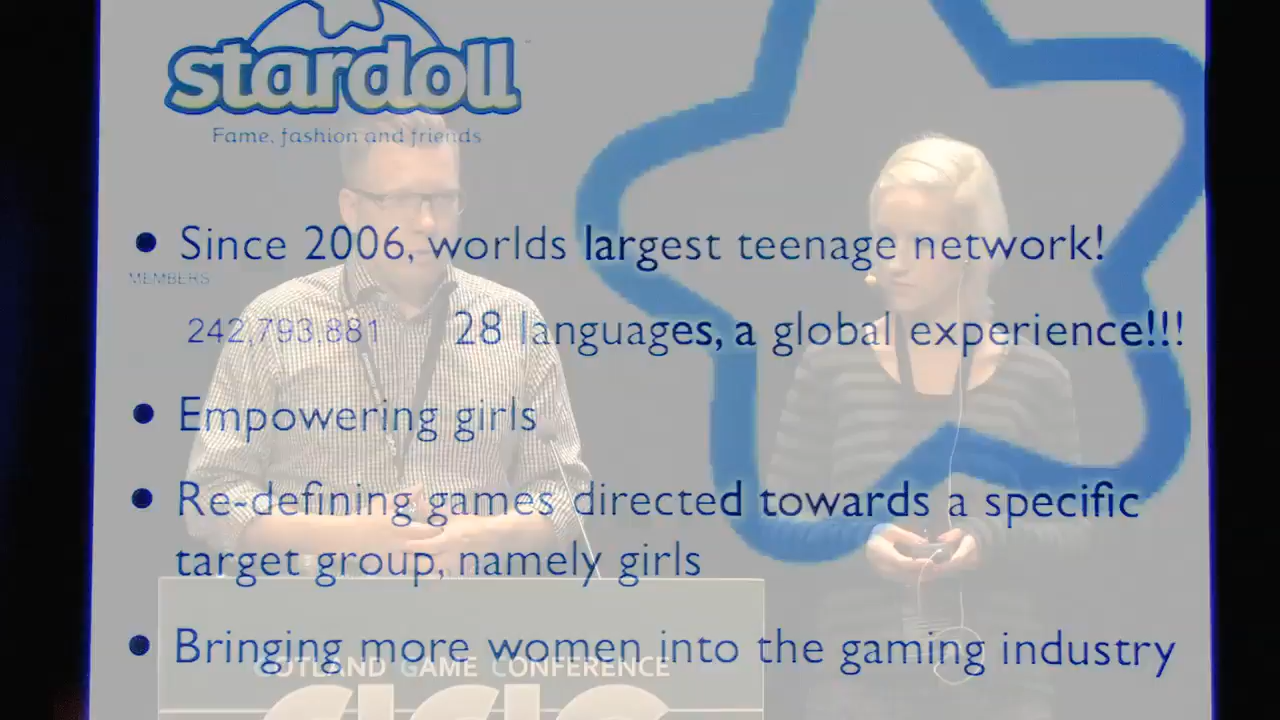 stardoll
Fame, fashion and friends
• Since 2006, worlds largest teenage network!
MEMBERS
242,793,881 28 languages, a global experience!!!
• Empowering girls
• Re-defining games directed towards a specific
target group, namely girls
• Bringing more women into the gaming industry
GOTLAND GAME CONFERENCE